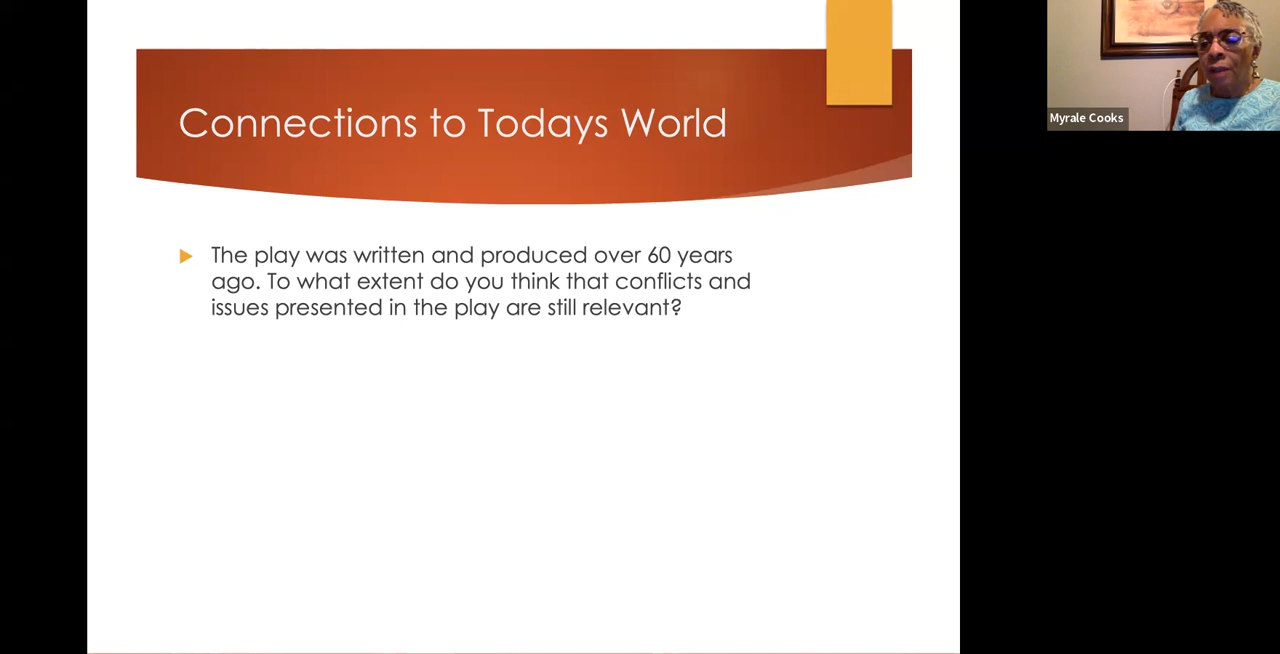 Connections to Todays World
The play was written and produced over 60 years
ago. To what extent do you think that conflicts and
issues presented in the play are still relevant?
Myrale Cooks